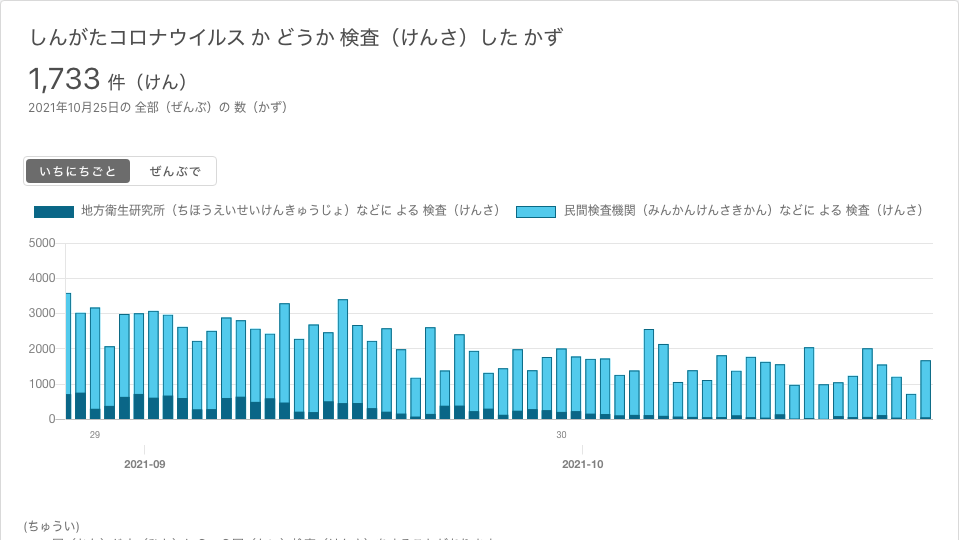 しんがたコロナウイルス か どうか 検査（けんさ）した かず
1,733 件（けん）
2021年10月25日の 全部（ぜんぶ）の 数（かず）
いちにちごと ぜんぶで
地方衛生研究所（ちほうえいせいけんきゅうじょ）などに よる 検査（けんさ） 民間検査機関（みんかんけんさきかん）などに よる 検査（けんさ）
5000
4000
3000
2000
1000
0
29 30
2021-09 2021-10
(ちゅうい)